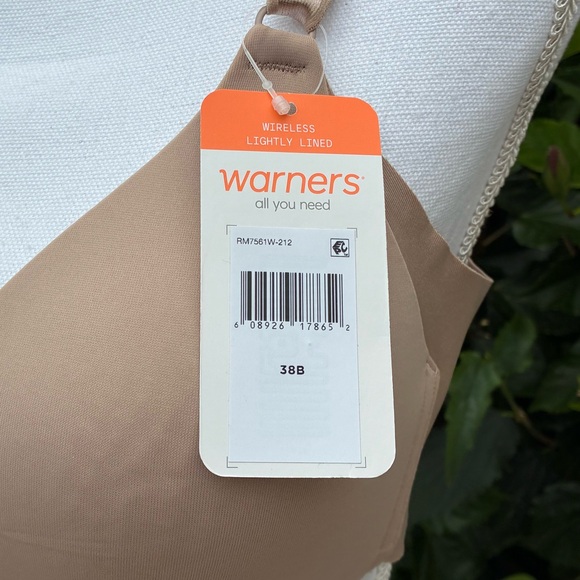 WIRELESS
LIGHTLY LINED
warners®
all you need
RM7561W-212
6 08926 17865 2
38B